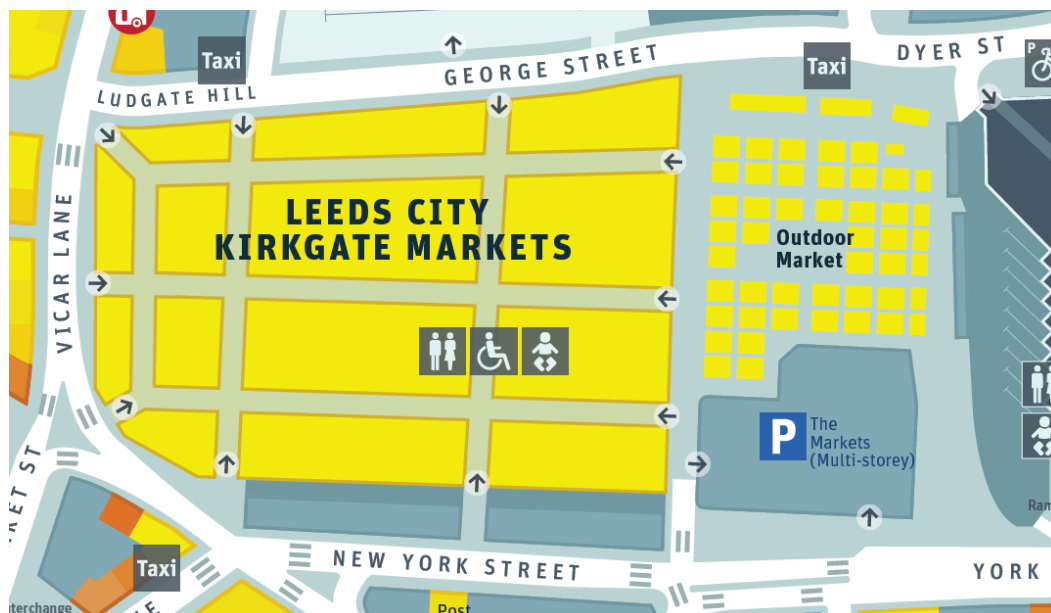 Taxi
LUDGATE HILL
GEORGE STREET
Taxi
DYER ST
P
VICAR LANE
LEEDS CITY
KIRKGATE MARKETS
Outdoor
Market
P
The
Markets
(Multi-storey)
NEW YORK STREET
YORK
Taxi
Post